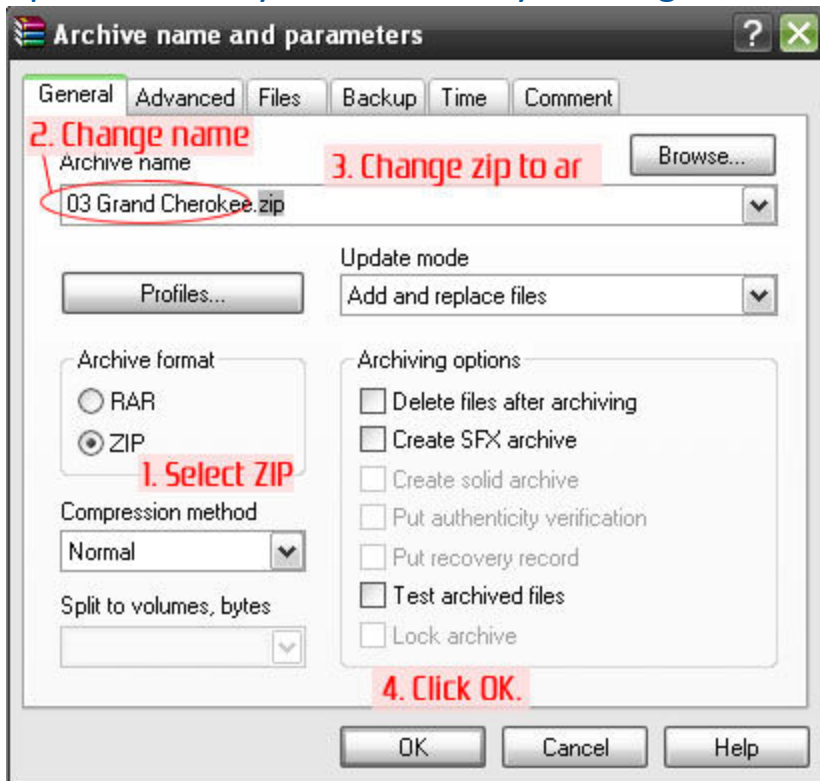 Archive name and parameters
General Advanced Files Backup Time Comment
2. Change name
Archive name
3. Change zip to ar
Browse...
03 Grand Cherokee.zip
Update mode
Profiles...
Add and replace files
Archive format
RAR
ZIP
1. Select ZIP
Compression method
Normal
Split to volumes, bytes
Archiving options
Delete files after archiving
Create SFX archive
Create solid archive
Put authenticity verification
Put recovery record
Test archived files
Lock archive
4. Click OK.
OK Cancel Help